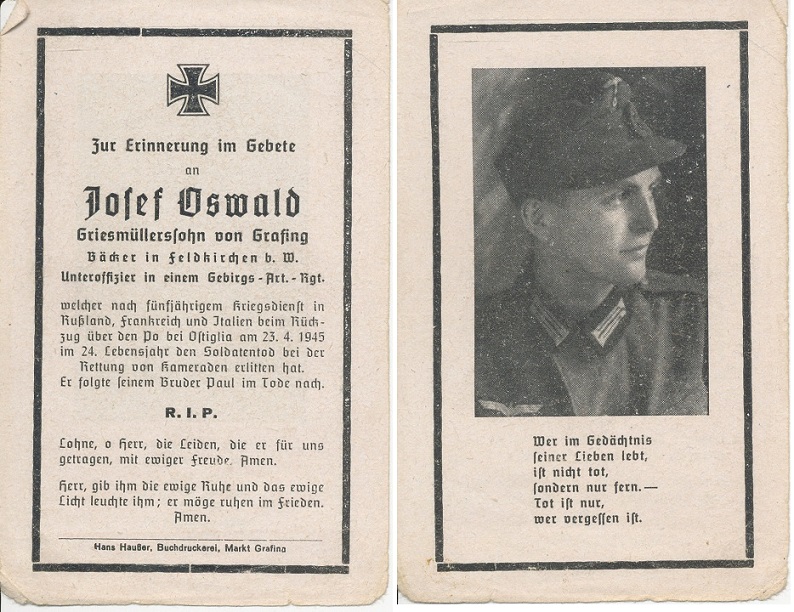 Zur Erinnerung im Gebete
an
Josef Oswald
Griesmüllerssohn von Grafing
Bäcker in Feldkirchen b. W.
Unteroffizier in einem Gebirgs-Art.-Rgt.
welcher nach fünfjährigem Kriegsdienst in
Rußland, Frankreich und Italien beim Rück-
zug über den Po bei Ostiglia am 23. 4. 1945
im 24. Lebensjahr den Soldatentod bei der
Rettung von Kameraden erlitten hat.
Er folgte seinem Bruder Paul im Tode nach.
R. I. P.
Lohne, o Herr, die Leiden, die er für uns
getragen, mit ewiger Freude. Amen.
Herr, gib ihm die ewige Ruhe und das ewige
Licht leuchte ihm; er möge ruhen im Frieden.
Amen.
Hans Haußer, Buchdruckerei, Markt Grafing
Wer im Gedächtnis
seiner Lieben lebt,
ist nicht tot,
sondern nur fern. —
Tot ist nur,
wer vergessen ist.